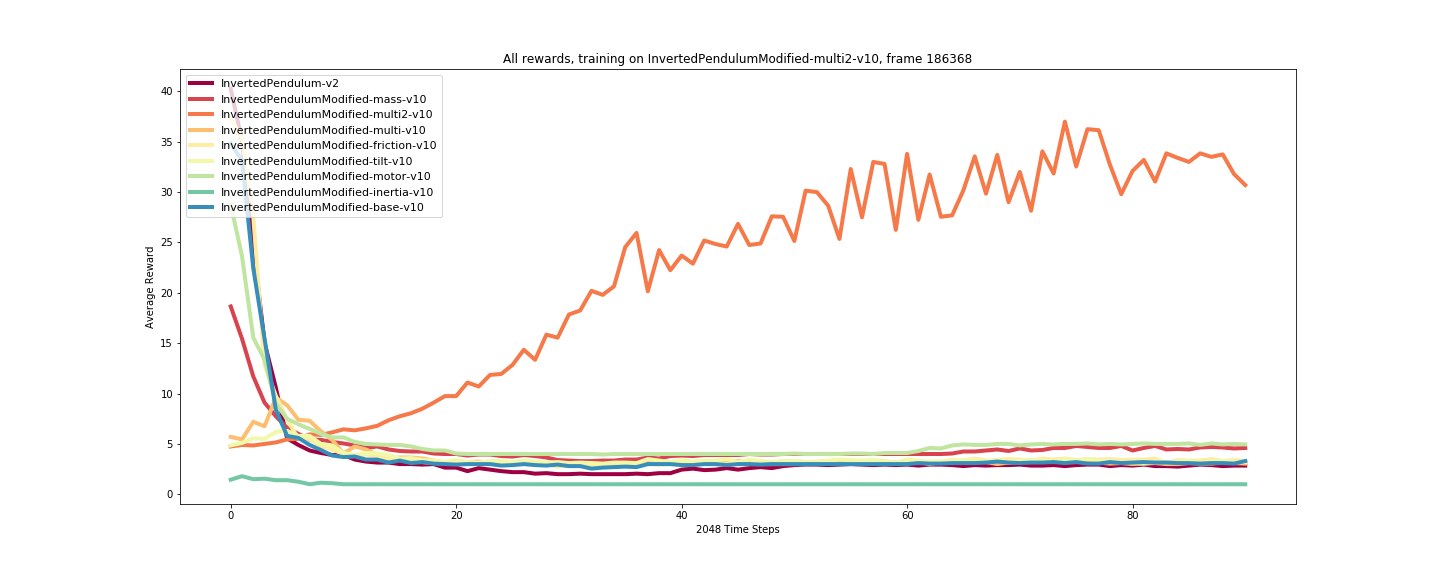 All rewards, training on InvertedPendulumModified-multi2-v10, frame 186368
InvertedPendulum-v2
InvertedPendulumModified-mass-v10
InvertedPendulumModified-multi2-v10
InvertedPendulumModified-multi-v10
InvertedPendulumModified-friction-v10
InvertedPendulumModified-tilt-v10
InvertedPendulumModified-motor-v10
InvertedPendulumModified-inertia-v10
InvertedPendulumModified-base-v10
Average Reward
40
35
30
25
20
15
10
5
0
0 20 40 60 80
2048 Time Steps